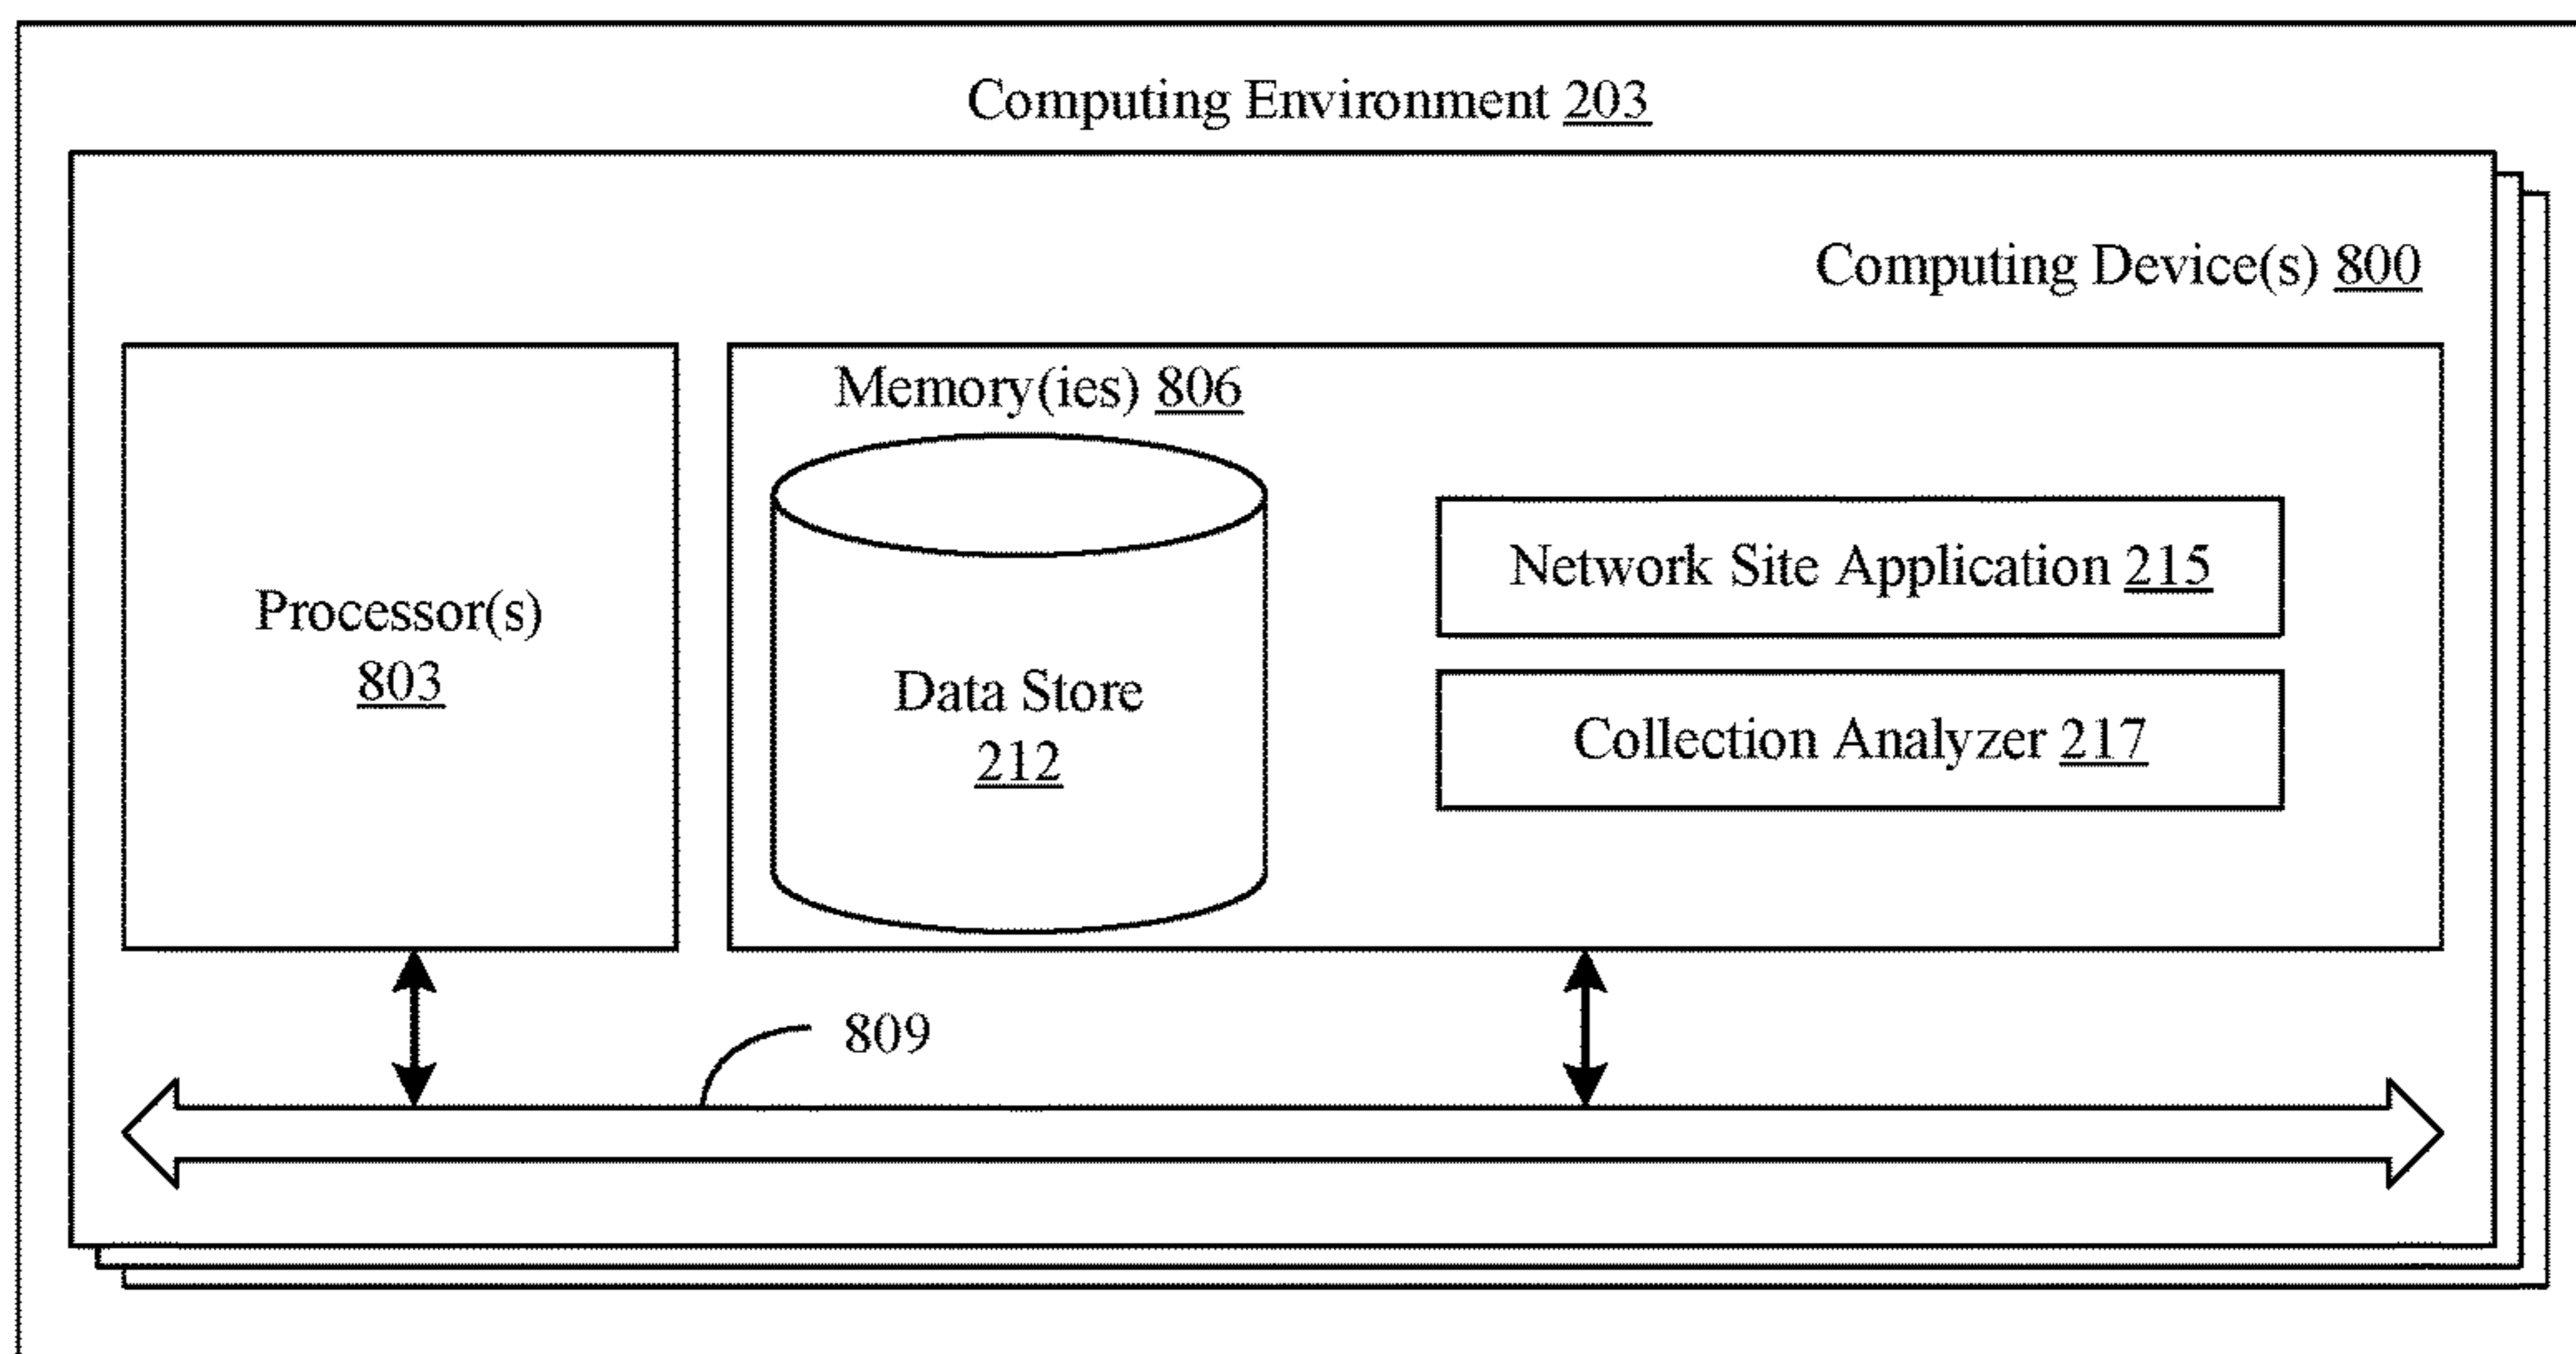 Computing Environment 203
Computing Device(s) 800
Memory(ies) 806
Processor(s)
803
Data Store
212
Network Site Application 215
Collection Analyzer 217
809